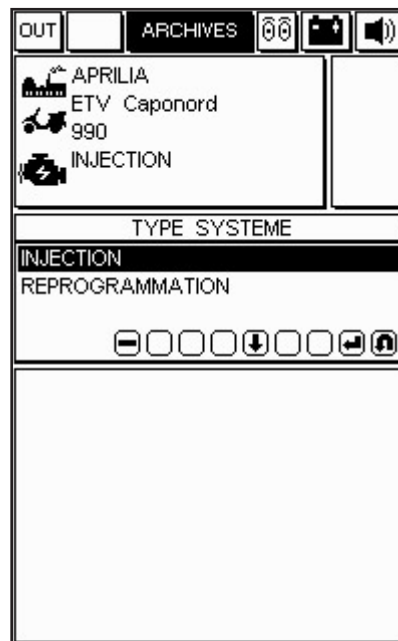 OUT ARCHIVES
APRILIA
ETV Caponord
990
INJECTION
TYPE SYSTEME
INJECTION
REPROGRAMMATION